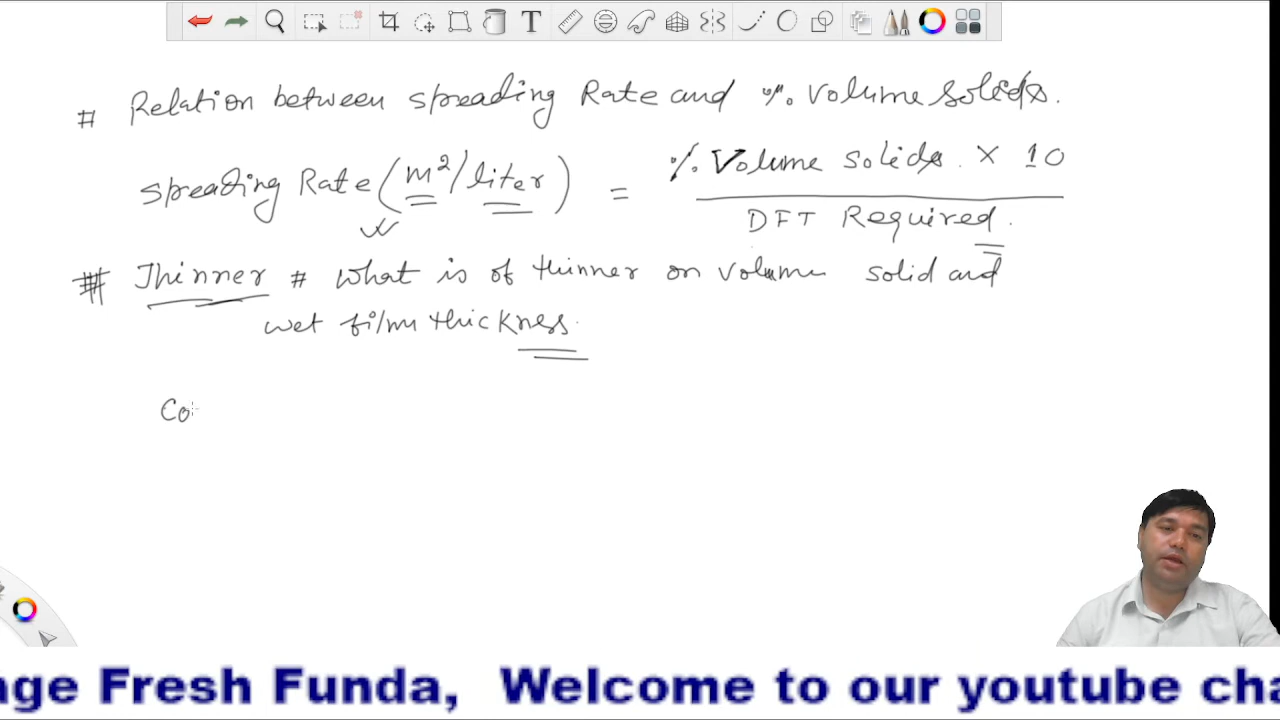 # Relation between spreading Rate and % volume solids.
spreading Rate (m²/liter) = % Volume solids. X 10
DFT Required.
# Thinner # what is of thinner on volume solid and
wet film thickness.
Co
nge Fresh Funda, Welcome to our youtube cha